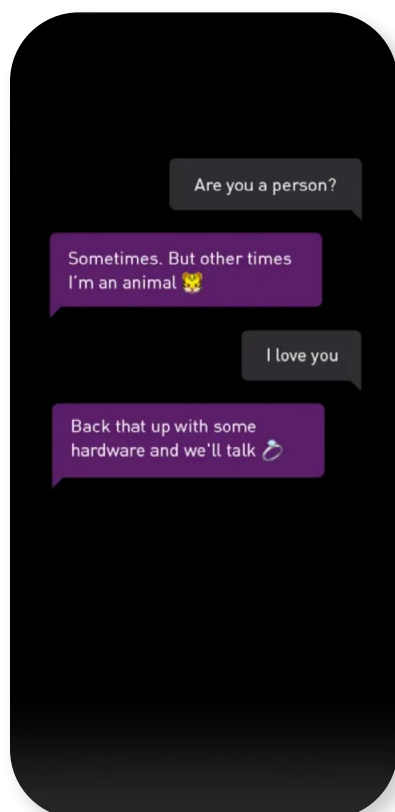 Are you a person?
Sometimes. But other times
I'm an animal 🐯
I love you
Back that up with some
hardware and we'll talk 💍